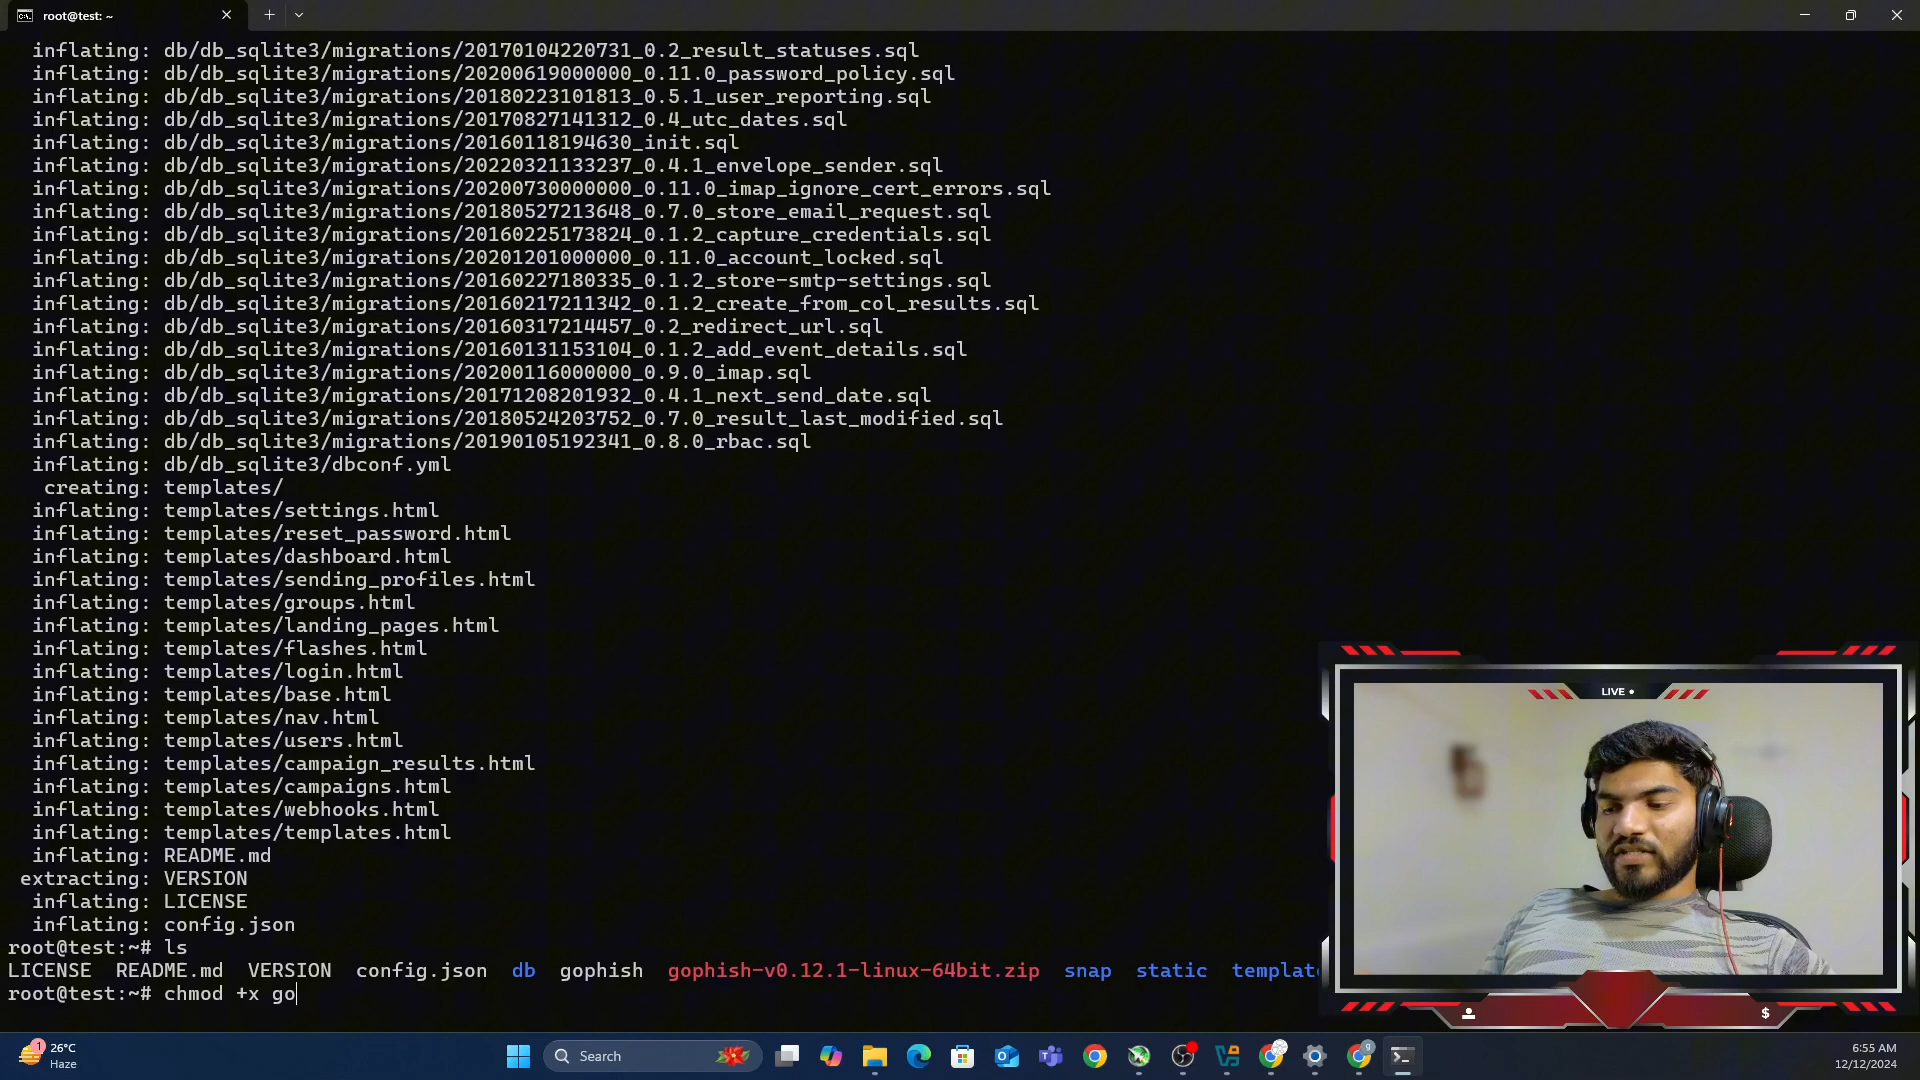 root@test: ~
inflating: db/db_sqlite3/migrations/20170104220731_0.2_result_statuses.sql
inflating: db/db_sqlite3/migrations/20200619000000_0.11.0_password_policy.sql
inflating: db/db_sqlite3/migrations/20180223101813_0.5.1_user_reporting.sql
inflating: db/db_sqlite3/migrations/20170827141312_0.4_utc_dates.sql
inflating: db/db_sqlite3/migrations/20160118194630_init.sql
inflating: db/db_sqlite3/migrations/20220321133237_0.4.1_envelope_sender.sql
inflating: db/db_sqlite3/migrations/20200730000000_0.11.0_imap_ignore_cert_errors.sql
inflating: db/db_sqlite3/migrations/20180527213648_0.7.0_store_email_request.sql
inflating: db/db_sqlite3/migrations/20160225173824_0.1.2_capture_credentials.sql
inflating: db/db_sqlite3/migrations/20201201000000_0.11.0_account_locked.sql
inflating: db/db_sqlite3/migrations/20160227180335_0.1.2_store-smtp-settings.sql
inflating: db/db_sqlite3/migrations/20160217211342_0.1.2_create_from_col_results.sql
inflating: db/db_sqlite3/migrations/20160317214457_0.2_redirect_url.sql
inflating: db/db_sqlite3/migrations/20160131153104_0.1.2_add_event_details.sql
inflating: db/db_sqlite3/migrations/20200116000000_0.9.0_imap.sql
inflating: db/db_sqlite3/migrations/20171208201932_0.4.1_next_send_date.sql
inflating: db/db_sqlite3/migrations/20180524203752_0.7.0_result_last_modified.sql
inflating: db/db_sqlite3/migrations/20190105192341_0.8.0_rbac.sql
inflating: db/db_sqlite3/dbconf.yml
creating: templates/
inflating: templates/settings.html
inflating: templates/reset_password.html
inflating: templates/dashboard.html
inflating: templates/sending_profiles.html
inflating: templates/groups.html
inflating: templates/landing_pages.html
inflating: templates/flashes.html
inflating: templates/login.html
inflating: templates/base.html
inflating: templates/nav.html
inflating: templates/users.html
inflating: templates/campaign_results.html
inflating: templates/campaigns.html
inflating: templates/webhooks.html
inflating: templates/templates.html
inflating: README.md
extracting: VERSION
inflating: LICENSE
inflating: config.json
root@test:~# ls
LICENSE README.md VERSION config.json db gophish gophish-v0.12.1-linux-64bit.zip snap static templat
root@test:~# chmod +x go
LIVE •
$
1
26°C
Haze
Search
6:55 AM
12/12/2024